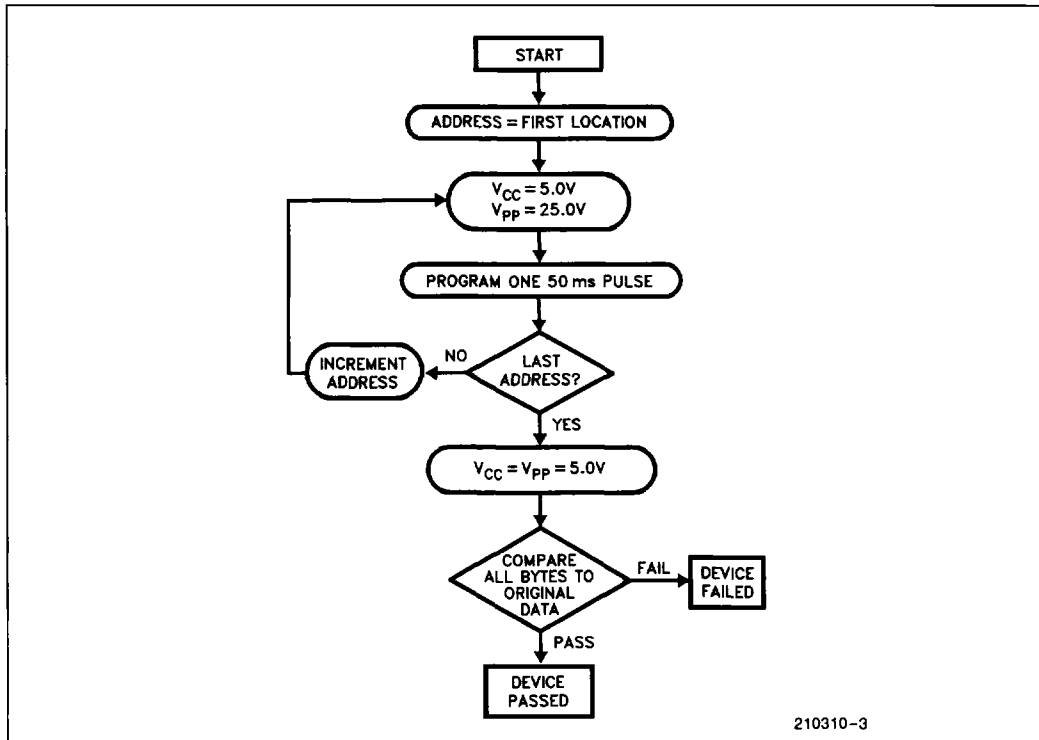 START
ADDRESS = FIRST LOCATION
VCC = 5.0V
VPP = 25.0V
PROGRAM ONE 50 ms PULSE
LAST
ADDRESS?
NO
INCREMENT
ADDRESS
YES
VCC = VPP = 5.0V
COMPARE
ALL BYTES TO
ORIGINAL
DATA
FAIL
DEVICE
FAILED
PASS
DEVICE
PASSED
210310-3